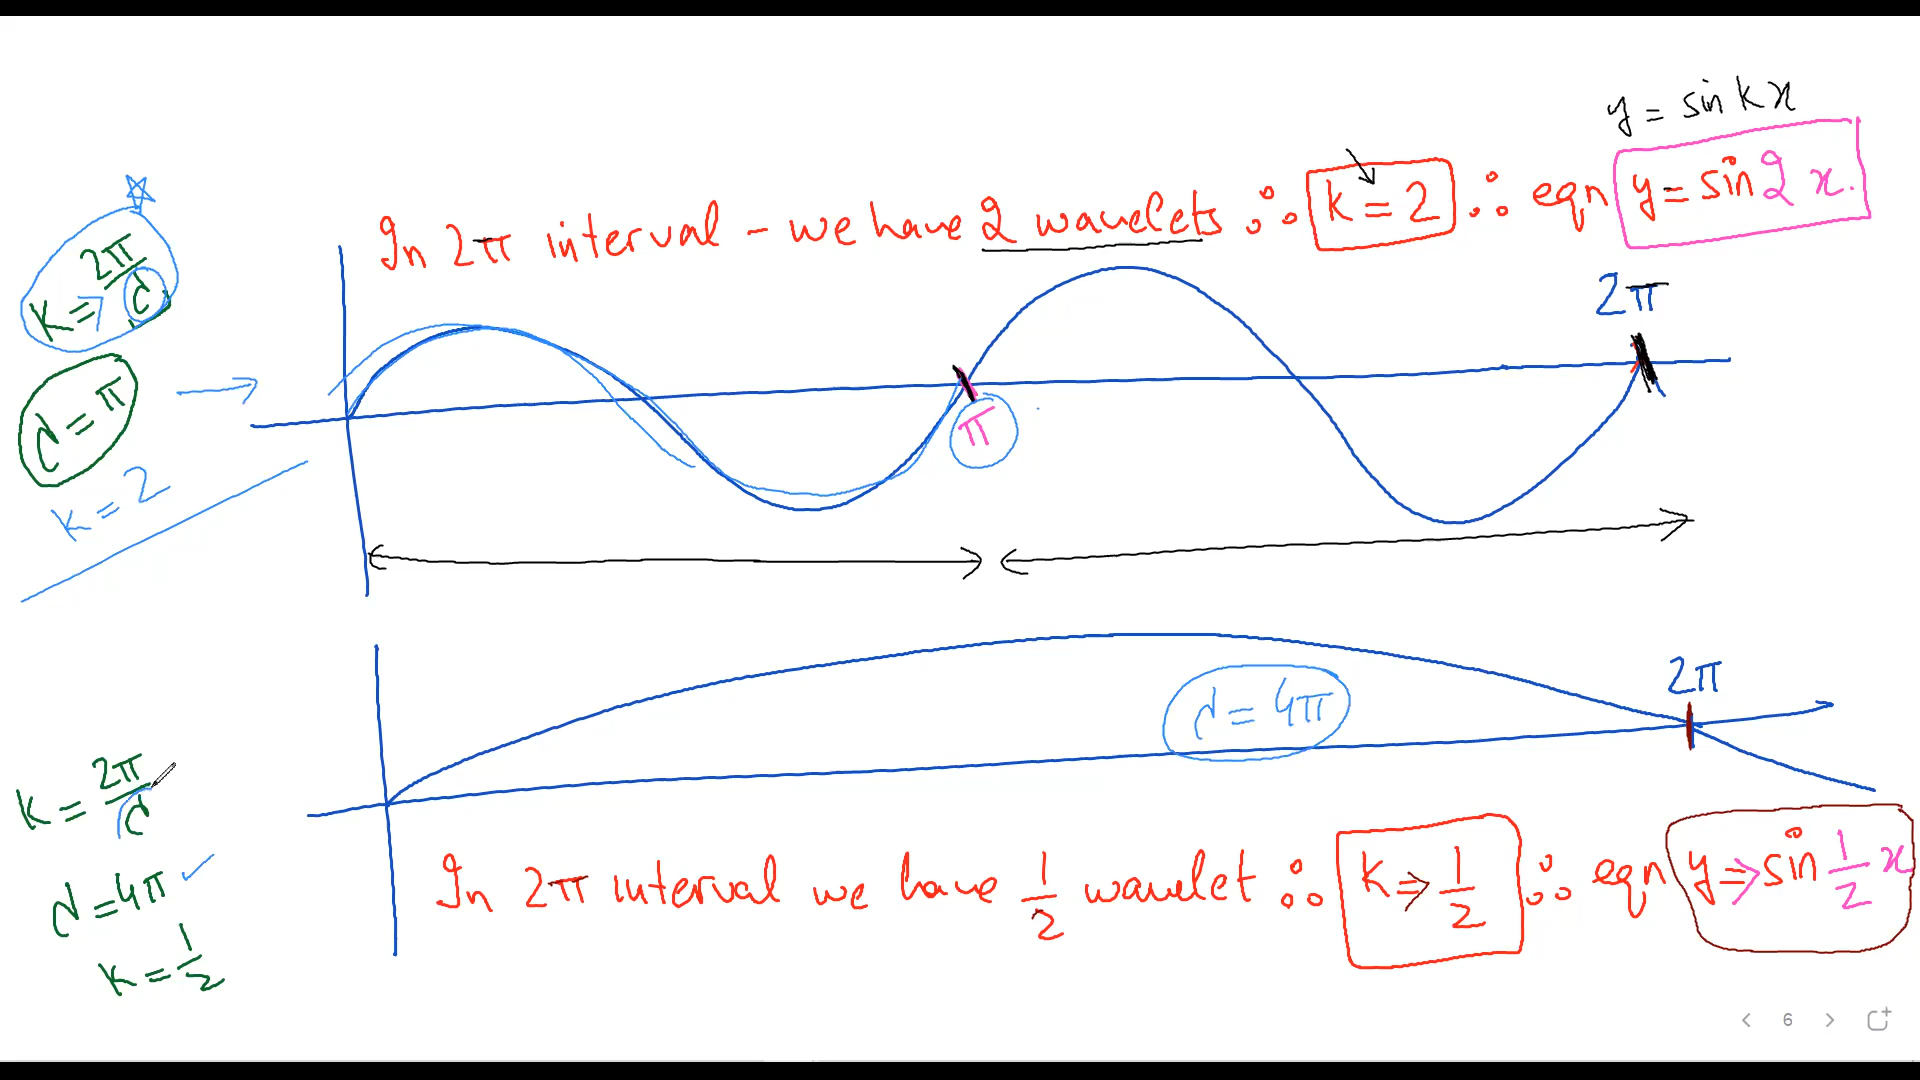 y = sin kx
In 2π interval - we have 2 wavelets ∴ k = 2 ∴ eqn y = sin 2x.
k = 2π/d
d = π
k = 2
2π
π
2π
d = 4π
k = 2π/d
d = 4π ✓
k = 1/2
In 2π interval we have 1/2 wavelet ∴ k = 1/2 ∴ eqn y = sin 1/2 x
6